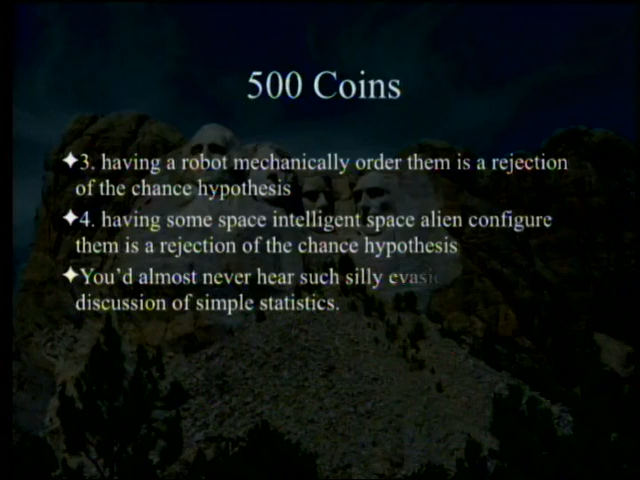 500 Coins
✦3. having a robot mechanically order them is a rejection
of the chance hypothesis
✦4. having some space intelligent space alien configure
them is a rejection of the chance hypothesis
✦You'd almost never hear such silly
discussion of simple statistics.